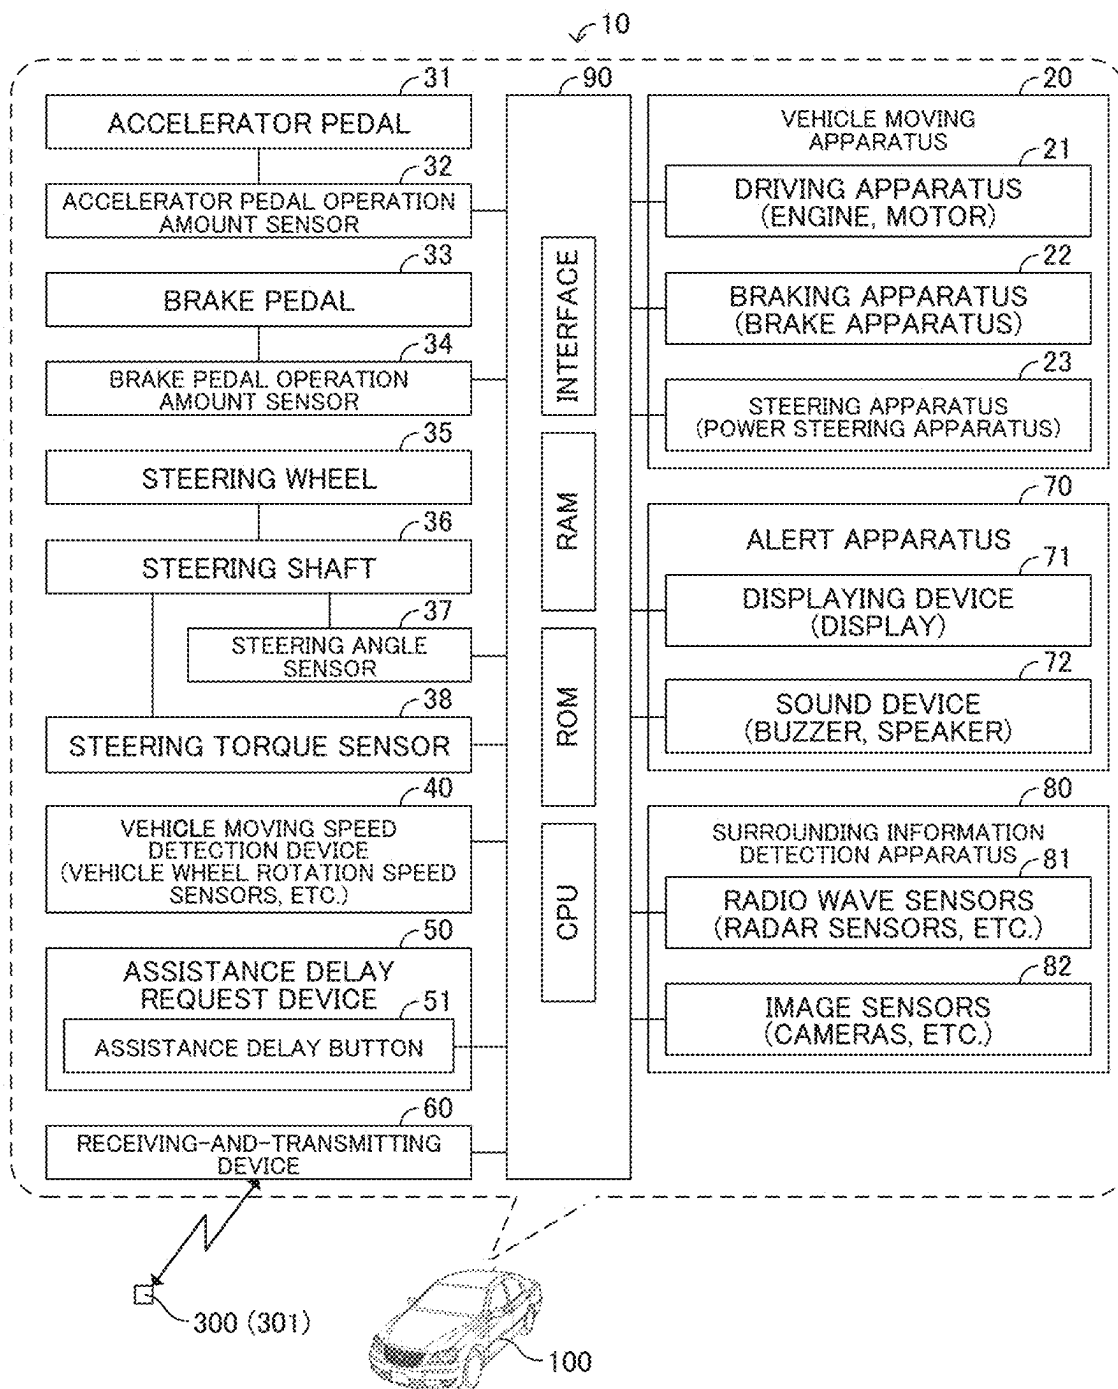 10
31
ACCELERATOR PEDAL
32
ACCELERATOR PEDAL OPERATION
AMOUNT SENSOR
33
BRAKE PEDAL
34
BRAKE PEDAL OPERATION
AMOUNT SENSOR
35
STEERING WHEEL
36
STEERING SHAFT
37
STEERING ANGLE
SENSOR
38
STEERING TORQUE SENSOR
40
VEHICLE MOVING SPEED
DETECTION DEVICE
(VEHICLE WHEEL ROTATION SPEED
SENSORS, ETC.)
50
ASSISTANCE DELAY
REQUEST DEVICE
51
ASSISTANCE DELAY BUTTON
60
RECEIVING-AND-TRANSMITTING
DEVICE
90
INTERFACE
RAM
ROM
CPU
20
VEHICLE MOVING
APPARATUS
21
DRIVING APPARATUS
(ENGINE, MOTOR)
22
BRAKING APPARATUS
(BRAKE APPARATUS)
23
STEERING APPARATUS
(POWER STEERING APPARATUS)
70
ALERT APPARATUS
71
DISPLAYING DEVICE
(DISPLAY)
72
SOUND DEVICE
(BUZZER, SPEAKER)
80
SURROUNDING INFORMATION
DETECTION APPARATUS
81
RADIO WAVE SENSORS
(RADAR SENSORS, ETC.)
82
IMAGE SENSORS
(CAMERAS, ETC.)
300 (301)
100